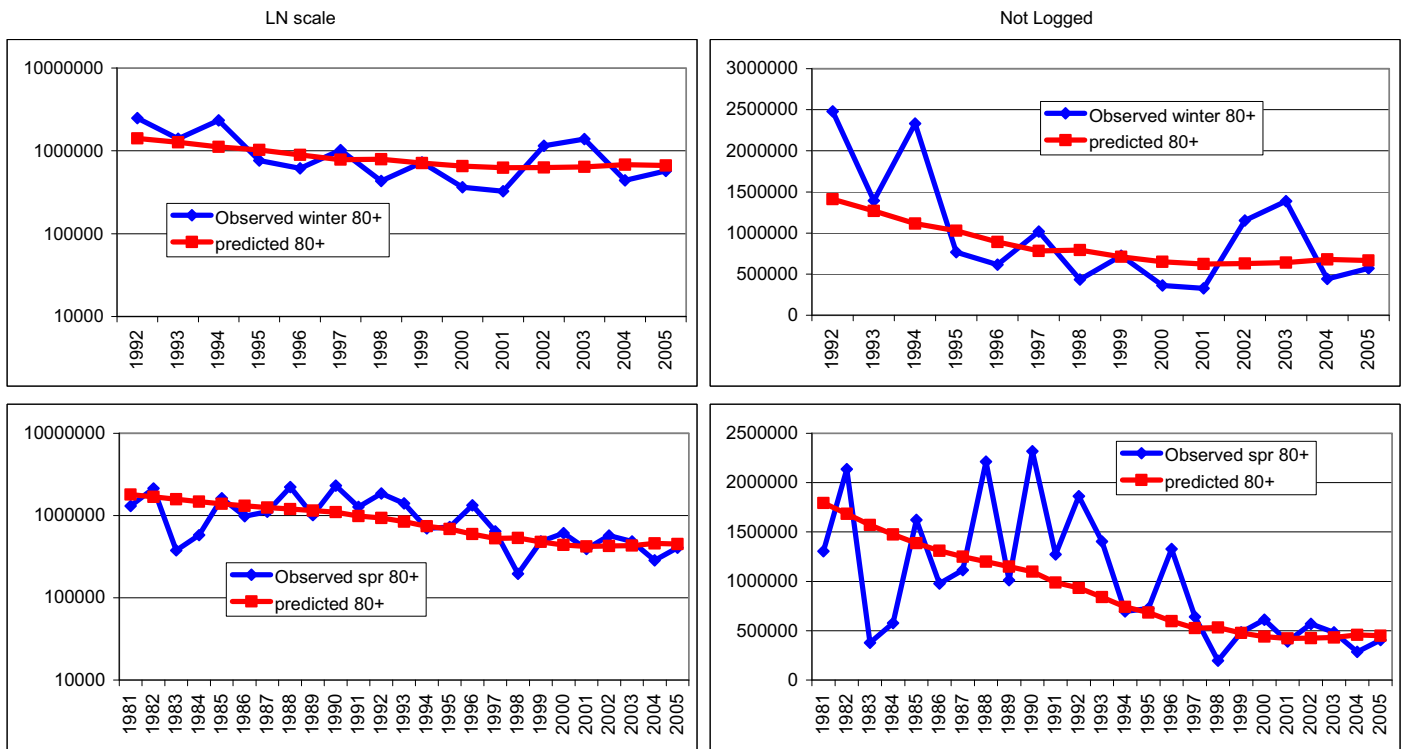 LN scale
Not Logged
10000000
1000000
100000
10000
Observed winter 80+
predicted 80+
1992 1993 1994 1995 1996 1997 1998 1999 2000 2001 2002 2003 2004 2005
3000000
2500000
2000000
1500000
1000000
500000
0
Observed winter 80+
predicted 80+
1992 1993 1994 1995 1996 1997 1998 1999 2000 2001 2002 2003 2004 2005
10000000
1000000
100000
10000
Observed spr 80+
predicted 80+
1981 1982 1983 1984 1985 1986 1987 1988 1989 1990 1991 1992 1993 1994 1995 1996 1997 1998 1999 2000 2001 2002 2003 2004 2005
2500000
2000000
1500000
1000000
500000
0
Observed spr 80+
predicted 80+
1981 1982 1983 1984 1985 1986 1987 1988 1989 1990 1991 1992 1993 1994 1995 1996 1997 1998 1999 2000 2001 2002 2003 2004 2005